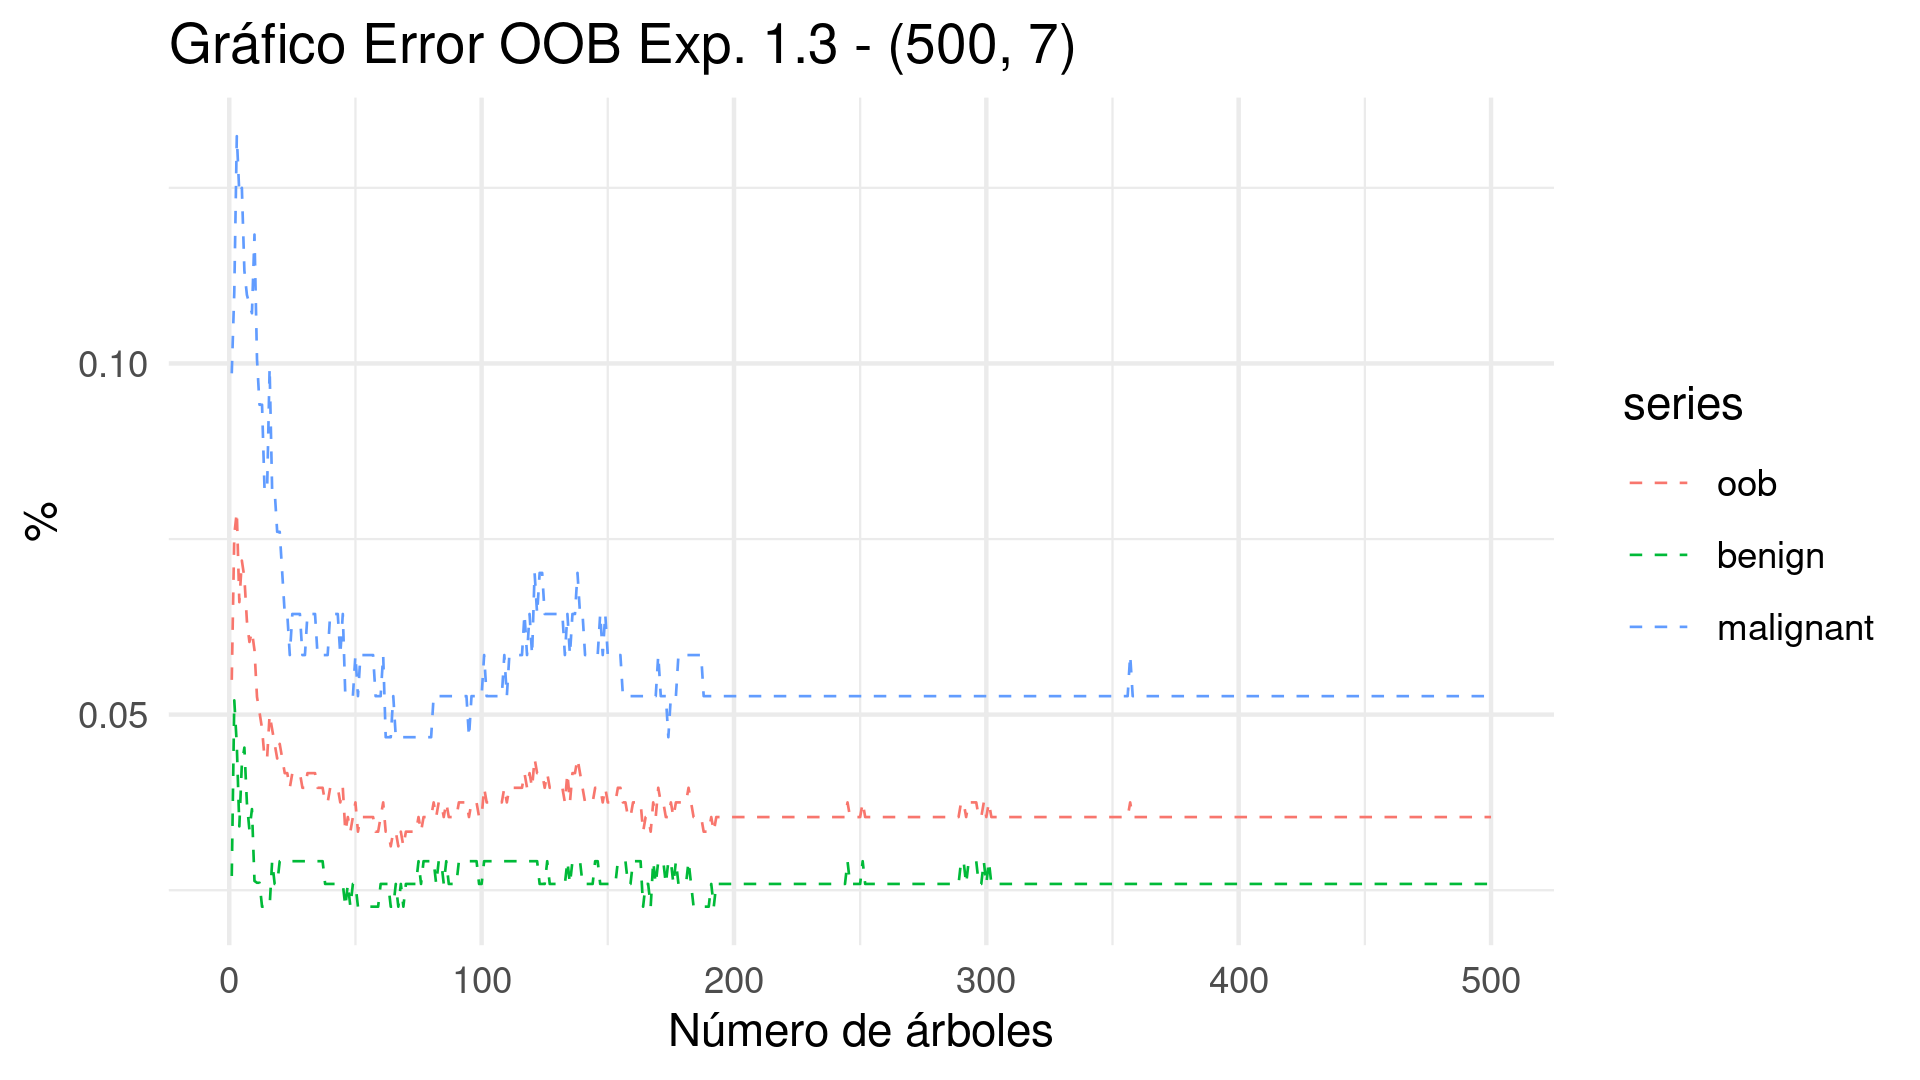 Gráfico Error OOB Exp. 1.3 - (500, 7)
%
0.10
0.05
0 100 200 300 400 500
Número de árboles
series
oob
benign
malignant